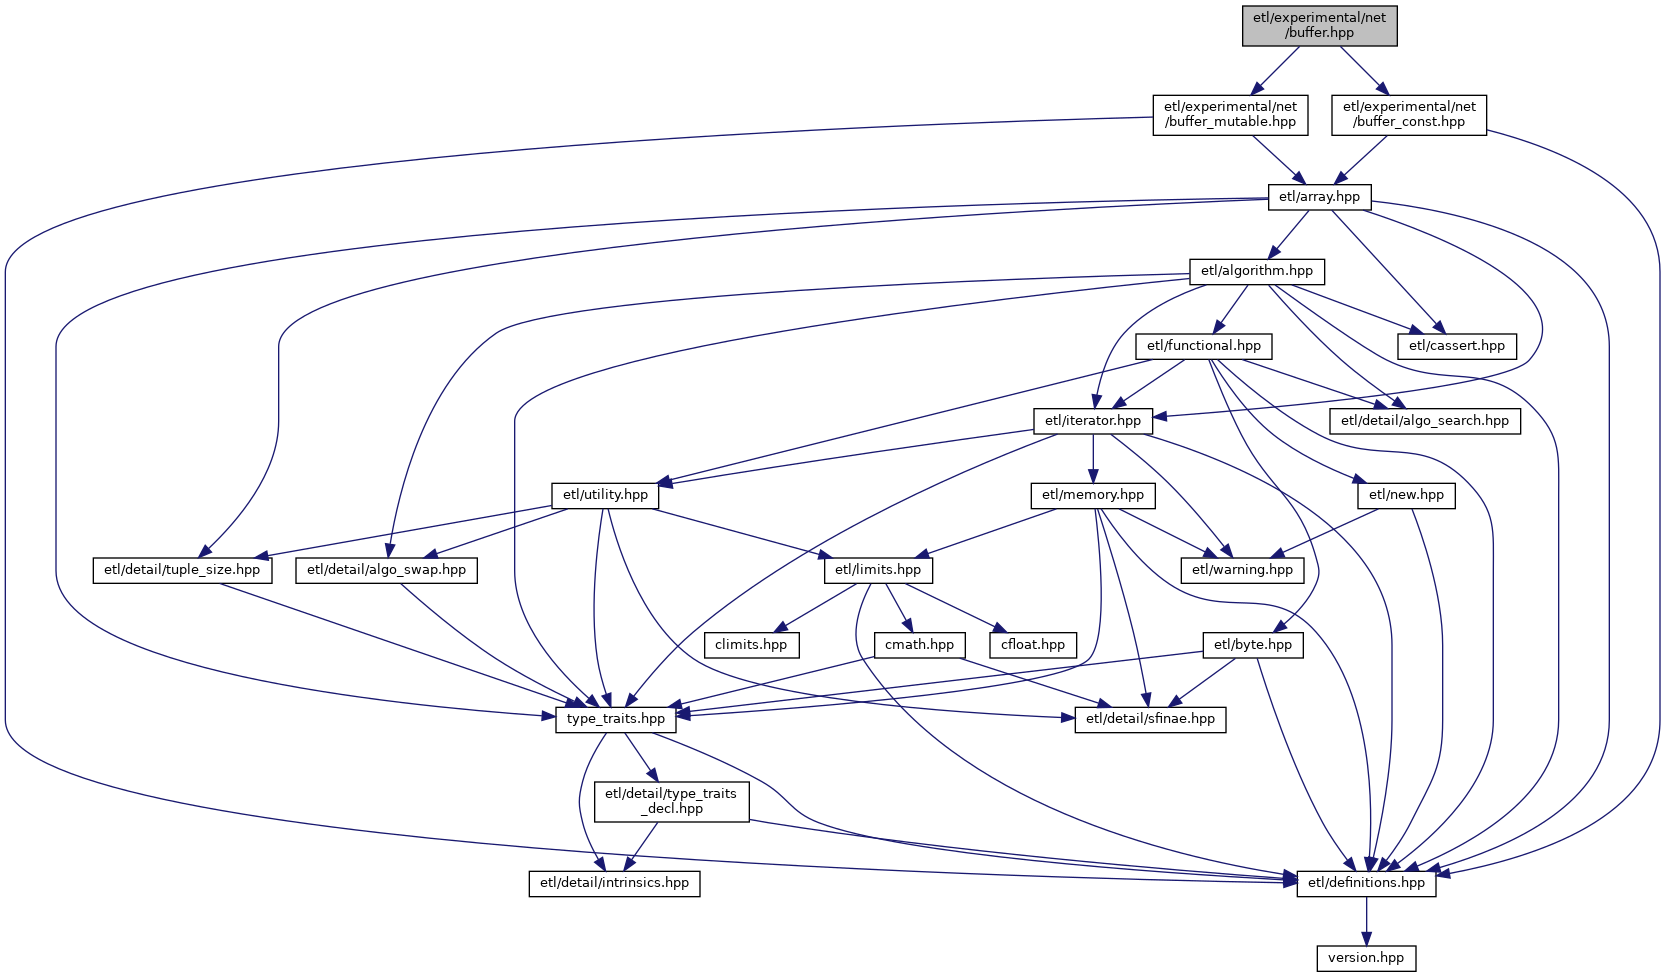 etl/experimental/net
/buffer.hpp
etl/experimental/net
/buffer_mutable.hpp
etl/experimental/net
/buffer_const.hpp
etl/array.hpp
etl/algorithm.hpp
etl/functional.hpp
etl/cassert.hpp
etl/iterator.hpp
etl/detail/algo_search.hpp
etl/utility.hpp
etl/memory.hpp
etl/new.hpp
etl/detail/tuple_size.hpp
etl/detail/algo_swap.hpp
etl/limits.hpp
etl/warning.hpp
climits.hpp
cmath.hpp
cfloat.hpp
etl/byte.hpp
type_traits.hpp
etl/detail/sfinae.hpp
etl/detail/type_traits
_decl.hpp
etl/detail/intrinsics.hpp
etl/definitions.hpp
version.hpp